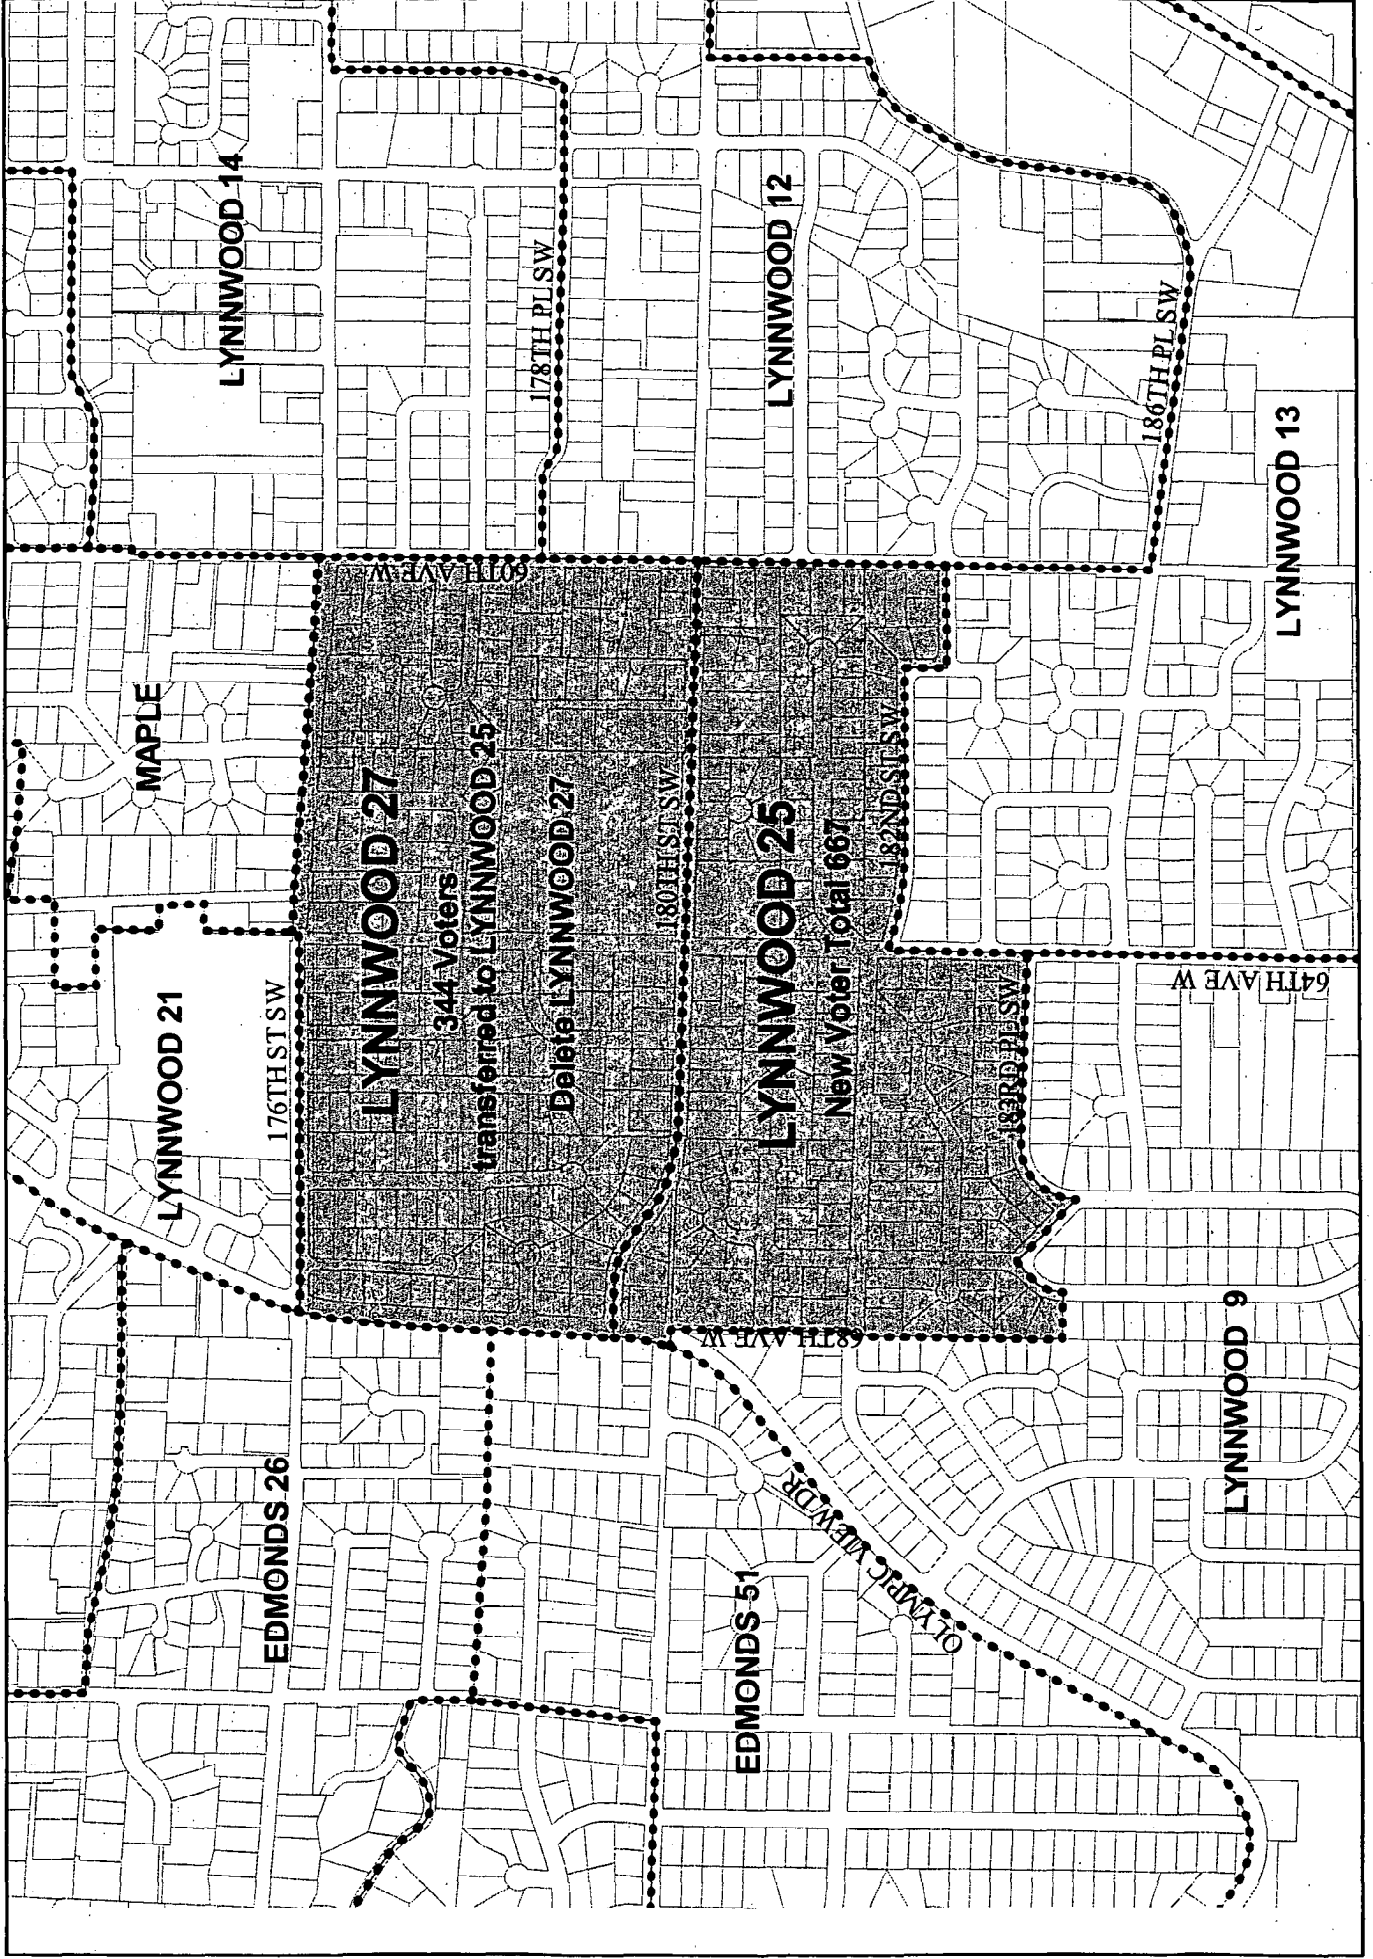 LYNNWOOD 14
178TH PL SW
LYNNWOOD 12
186TH PL SW
LYNNWOOD 13
60TH AVE W
MAPLE
LYNNWOOD 27
344 Voters
transferred to LYNNWOOD 25
Delete LYNNWOOD 27
180TH ST SW
LYNNWOOD 25
New Voter Total 667
182ND ST SW
LYNNWOOD 21
176TH ST SW
183RD PL SW
64TH AVE W
68TH AVE W
EDMONDS 26
EDMONDS 51
OLYMPIC VIEW DR
LYNNWOOD 9